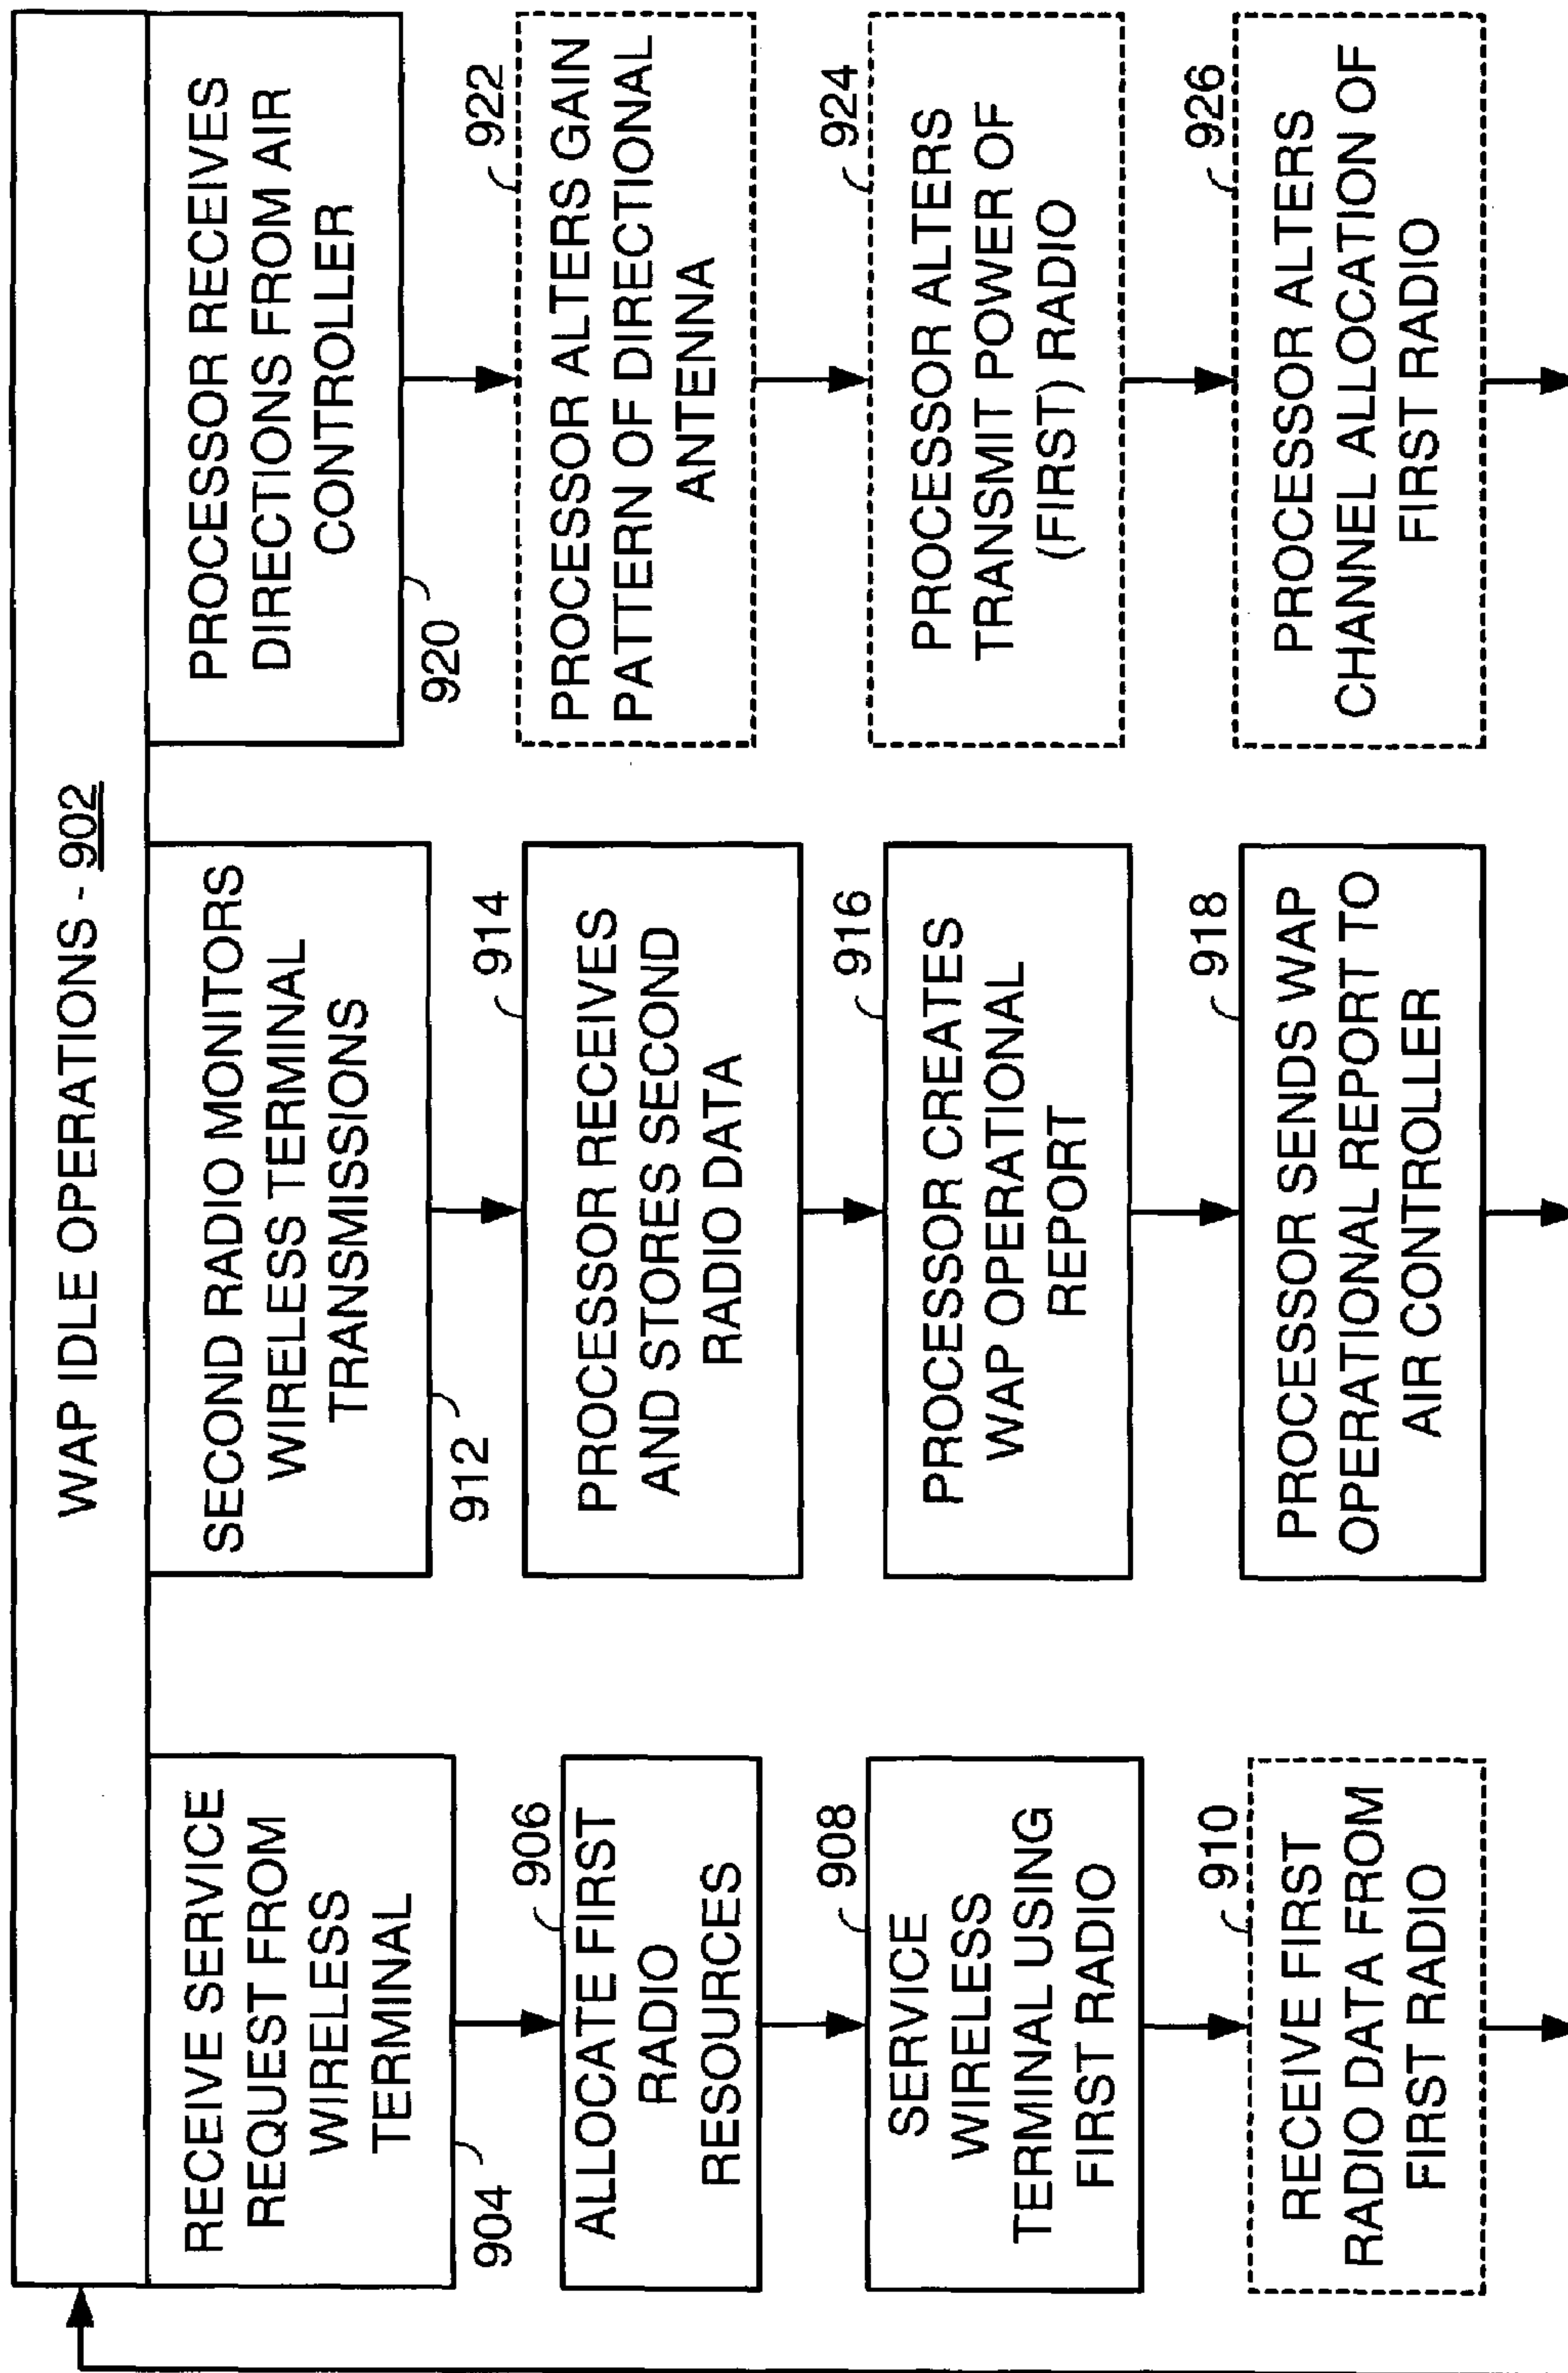 WAP IDLE OPERATIONS - 902
RECEIVE SERVICE
REQUEST FROM
WIRELESS
TERMINAL
904
906
ALLOCATE FIRST
RADIO
RESOURCES
908
SERVICE
WIRELESS
TERMINAL USING
FIRST RADIO
910
RECEIVE FIRST
RADIO DATA FROM
FIRST RADIO
SECOND RADIO MONITORS
WIRELESS TERMINAL
TRANSMISSIONS
912
914
PROCESSOR RECEIVES
AND STORES SECOND
RADIO DATA
916
PROCESSOR CREATES
WAP OPERATIONAL
REPORT
918
PROCESSOR SENDS WAP
OPERATIONAL REPORT TO
AIR CONTROLLER
PROCESSOR RECEIVES
DIRECTIONS FROM AIR
CONTROLLER
920
922
PROCESSOR ALTERS GAIN
PATTERN OF DIRECTIONAL
ANTENNA
924
PROCESSOR ALTERS
TRANSMIT POWER OF
(FIRST) RADIO
926
PROCESSOR ALTERS
CHANNEL ALLOCATION OF
FIRST RADIO